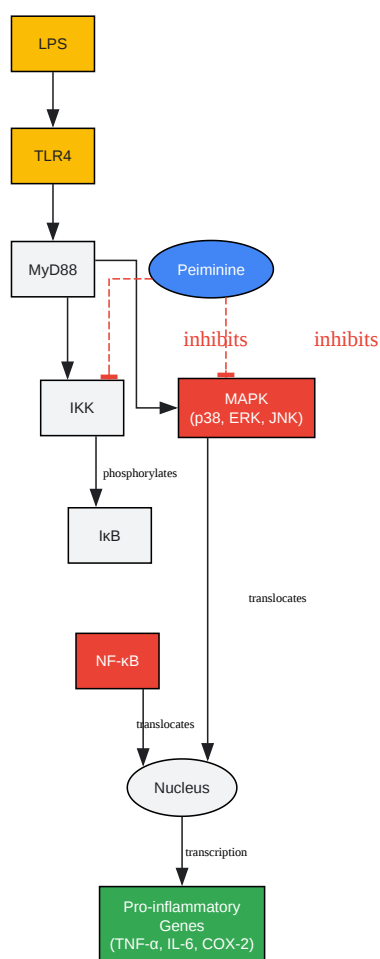 LPS
TLR4
MyD88
Peiminine
inhibits
inhibits
IKK
MAPK
(p38, ERK, JNK)
phosphorylates
IκB
translocates
NF-κB
translocates
Nucleus
transcription
Pro-inflammatory
Genes
(TNF-α, IL-6, COX-2)